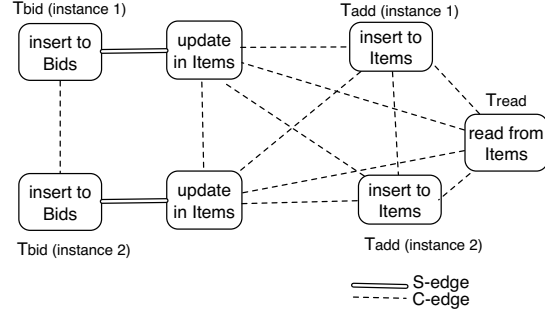 Tbid (instance 1)
insert to
Bids
update
in Items
Tadd (instance 1)
insert to
Items
Tread
read from
Items
insert to
Bids
Tbid (instance 2)
update
in Items
insert to
Items
Tadd (instance 2)
S-edge
C-edge